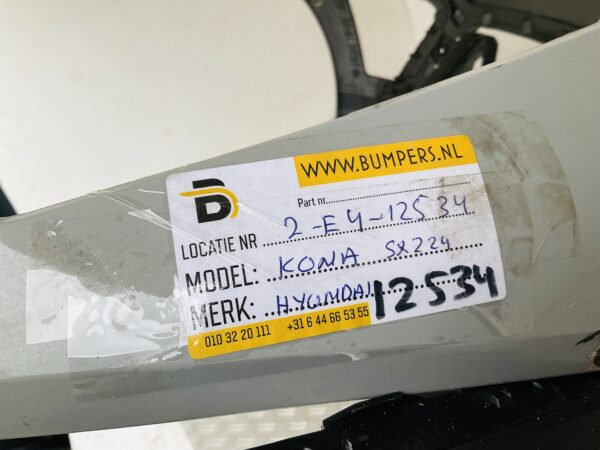 WWW.BUMPERS.NL
B
Part nr.
LOCATIE NR 2-E4-12534
MODEL: KONA SX224
MERK: HYUNDAI 12534
010 32 20 111 +31 6 44 66 53 55